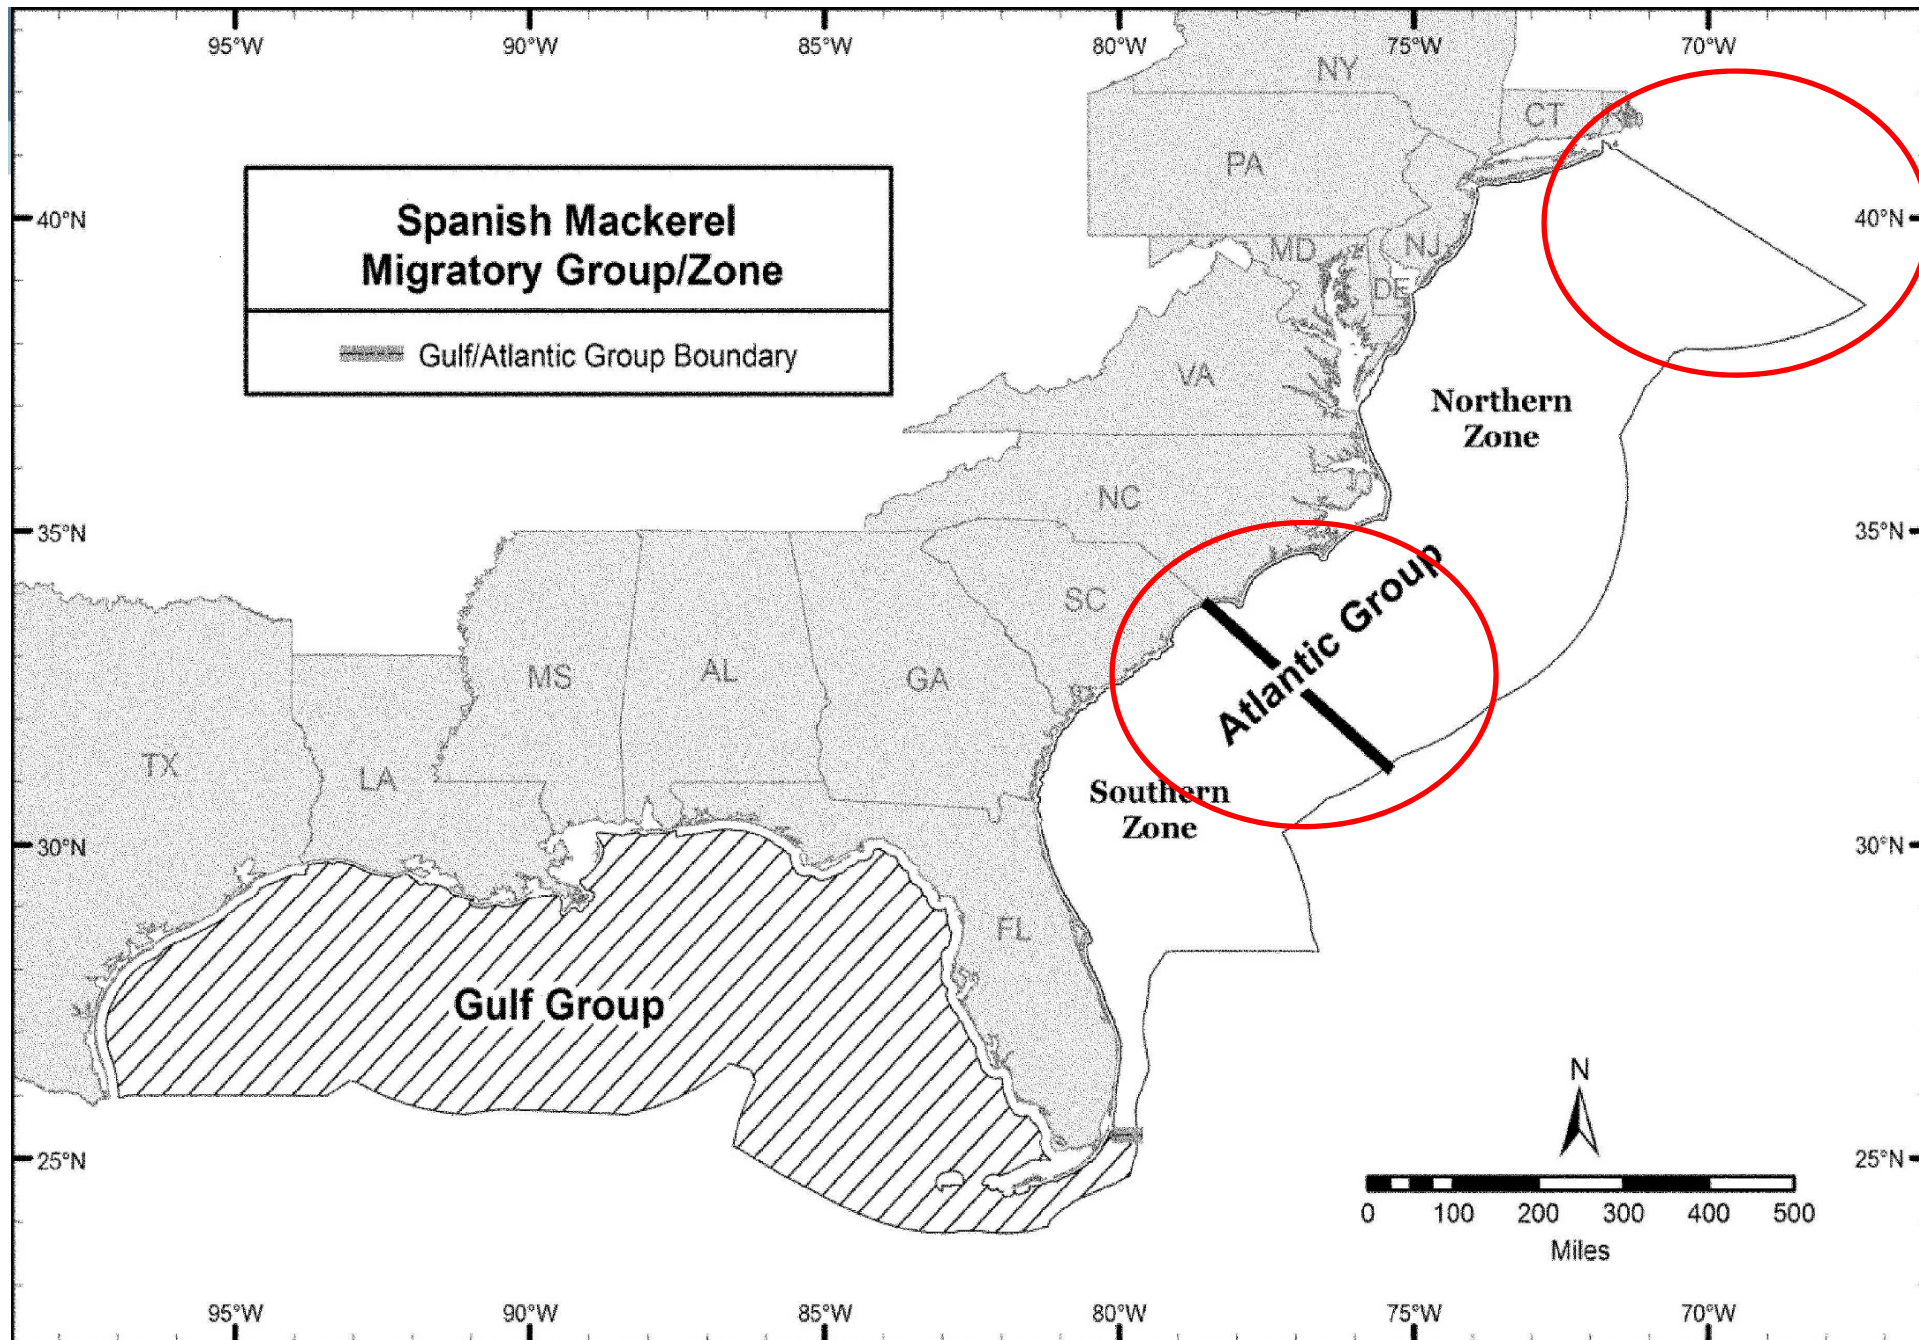 95°W 90°W 85°W 80°W 75°W 70°W
NY
CT
PA
Spanish Mackerel
Migratory Group/Zone
40°N 40°N
MD NJ
DE
Gulf/Atlantic Group Boundary
VA
Northern
Zone
NC
35°N 35°N
Atlantic Group
SC
MS AL GA
TX LA
Southern
Zone
30°N 30°N
FL
Gulf Group
N
25°N 25°N
0 100 200 300 400 500
Miles
95°W 90°W 85°W 80°W 75°W 70°W